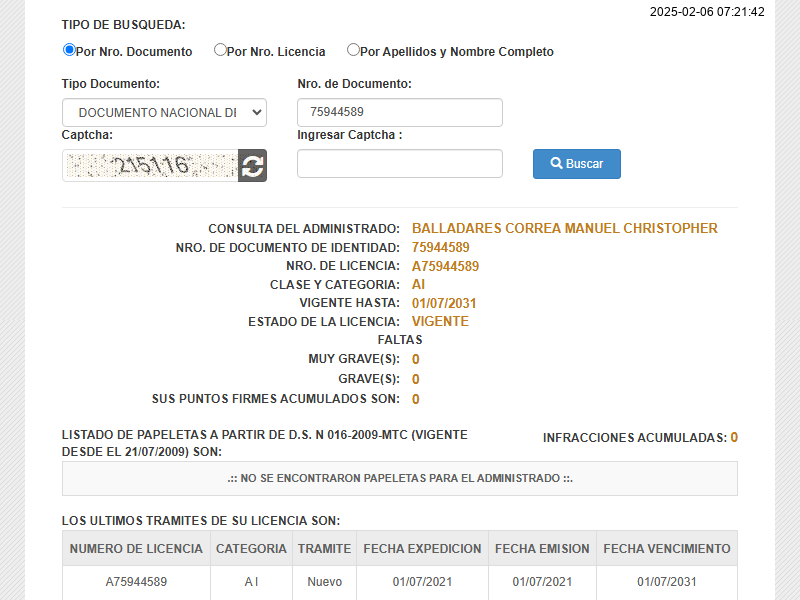 2025-02-06 07:21:42
TIPO DE BUSQUEDA:
Por Nro. Documento Por Nro. Licencia Por Apellidos y Nombre Completo
Tipo Documento: Nro. de Documento:
DOCUMENTO NACIONAL DE 75944589
Captcha: Ingresar Captcha :
215116 Buscar
CONSULTA DEL ADMINISTRADO: BALLADARES CORREA MANUEL CHRISTOPHER
NRO. DE DOCUMENTO DE IDENTIDAD: 75944589
NRO. DE LICENCIA: A75944589
CLASE Y CATEGORIA: AI
VIGENTE HASTA: 01/07/2031
ESTADO DE LA LICENCIA: VIGENTE
FALTAS
MUY GRAVE(S): 0
GRAVE(S): 0
SUS PUNTOS FIRMES ACUMULADOS SON: 0
LISTADO DE PAPELETAS A PARTIR DE D.S. N 016-2009-MTC (VIGENTE
DESDE EL 21/07/2009) SON:
INFRACCIONES ACUMULADAS: 0
.:: NO SE ENCONTRARON PAPELETAS PARA EL ADMINISTRADO ::.
LOS ULTIMOS TRAMITES DE SU LICENCIA SON:
NUMERO DE LICENCIA CATEGORIA TRAMITE FECHA EXPEDICION FECHA EMISION FECHA VENCIMIENTO
A75944589 A I Nuevo 01/07/2021 01/07/2021 01/07/2031